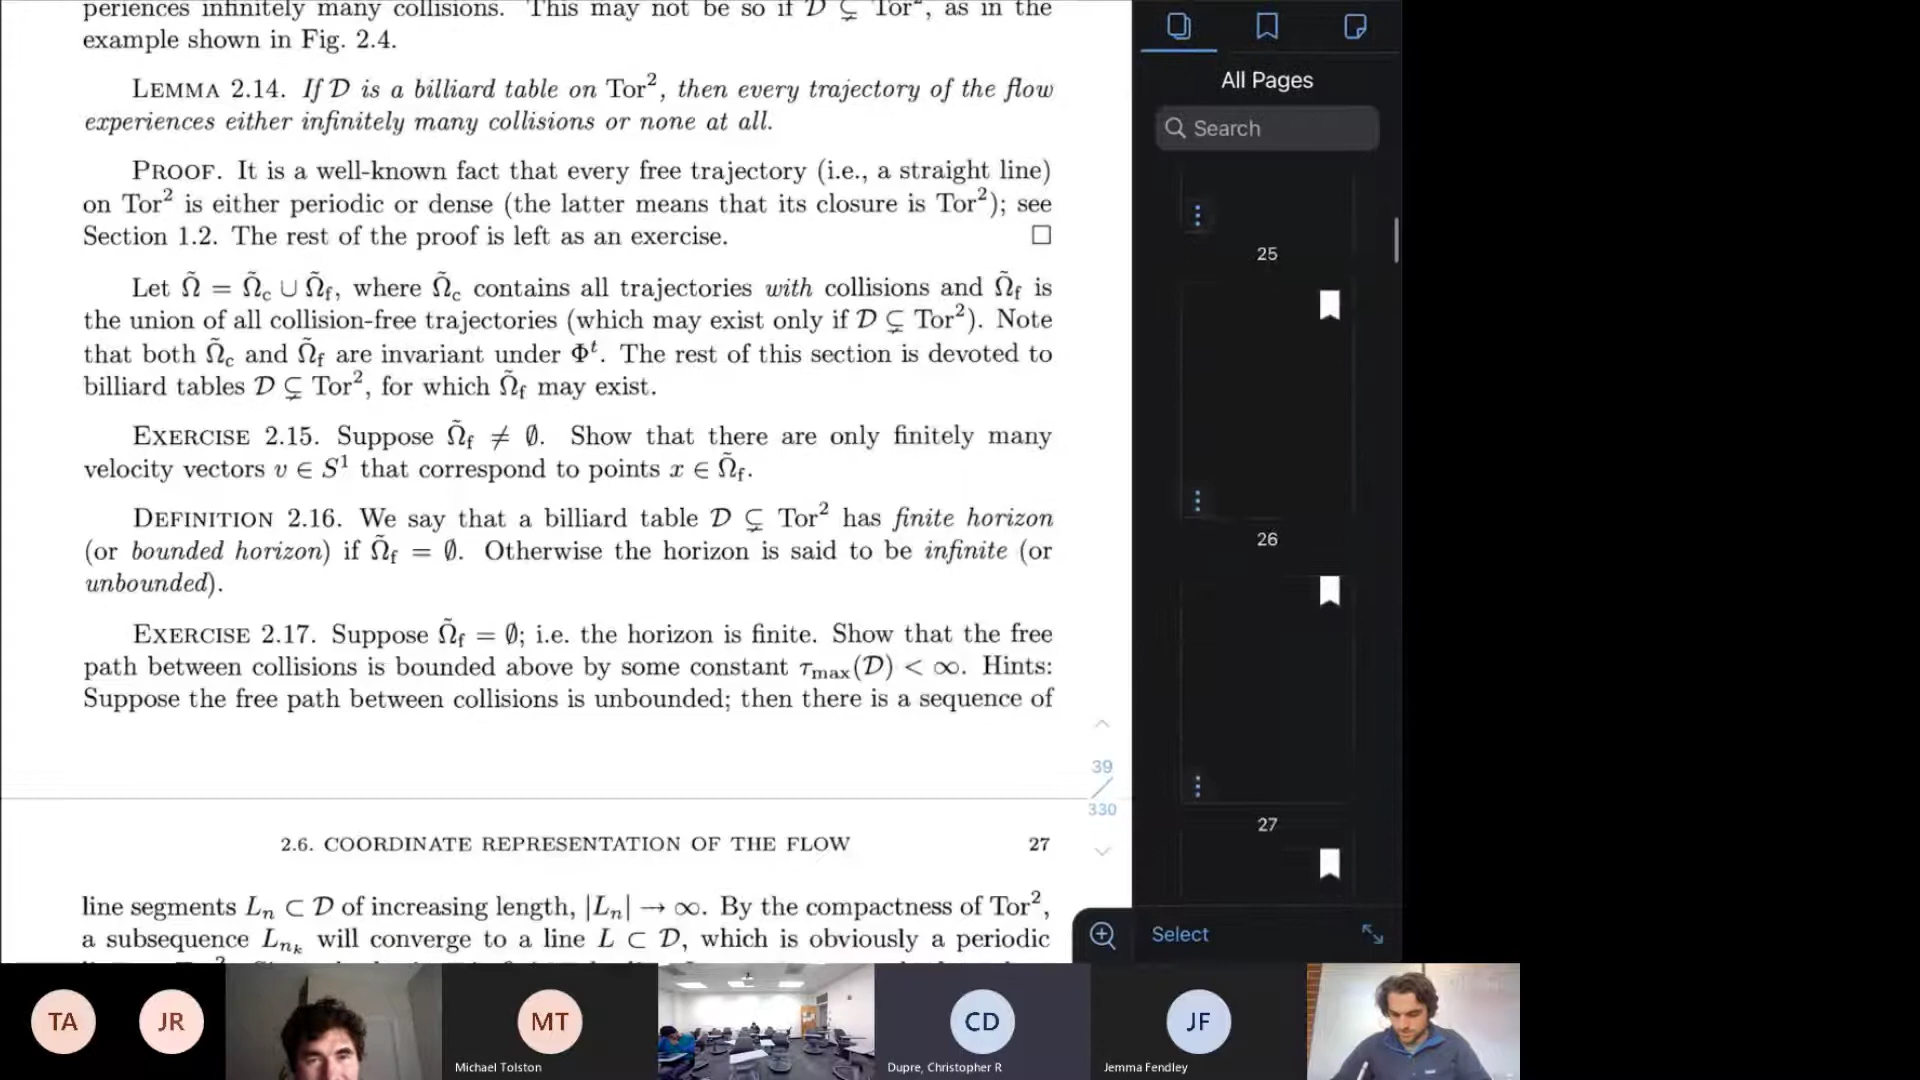 periences infinitely many collisions. This may not be so if 𝒟 ⊊ Tor², as in the
example shown in Fig. 2.4.
LEMMA 2.14. If 𝒟 is a billiard table on Tor², then every trajectory of the flow
experiences either infinitely many collisions or none at all.
PROOF. It is a well-known fact that every free trajectory (i.e., a straight line)
on Tor² is either periodic or dense (the latter means that its closure is Tor²); see
Section 1.2. The rest of the proof is left as an exercise. □
Let Ω̃ = Ω̃c ∪ Ω̃f, where Ω̃c contains all trajectories with collisions and Ω̃f is
the union of all collision-free trajectories (which may exist only if 𝒟 ⊊ Tor²). Note
that both Ω̃c and Ω̃f are invariant under Φᵗ. The rest of this section is devoted to
billiard tables 𝒟 ⊊ Tor², for which Ω̃f may exist.
EXERCISE 2.15. Suppose Ω̃f ≠ ∅. Show that there are only finitely many
velocity vectors v ∈ S¹ that correspond to points x ∈ Ω̃f.
DEFINITION 2.16. We say that a billiard table 𝒟 ⊊ Tor² has finite horizon
(or bounded horizon) if Ω̃f = ∅. Otherwise the horizon is said to be infinite (or
unbounded).
EXERCISE 2.17. Suppose Ω̃f = ∅; i.e. the horizon is finite. Show that the free
path between collisions is bounded above by some constant τmax(𝒟) < ∞. Hints:
Suppose the free path between collisions is unbounded; then there is a sequence of
39
330
2.6. COORDINATE REPRESENTATION OF THE FLOW 27
line segments Lₙ ⊂ 𝒟 of increasing length, |Lₙ| → ∞. By the compactness of Tor²,
a subsequence Lnₖ will converge to a line L ⊂ 𝒟, which is obviously a periodic
All Pages
Search
25
26
27
Select
TA
JR
MT
Michael Tolston
CD
Dupre, Christopher R
JF
Jemma Fendley